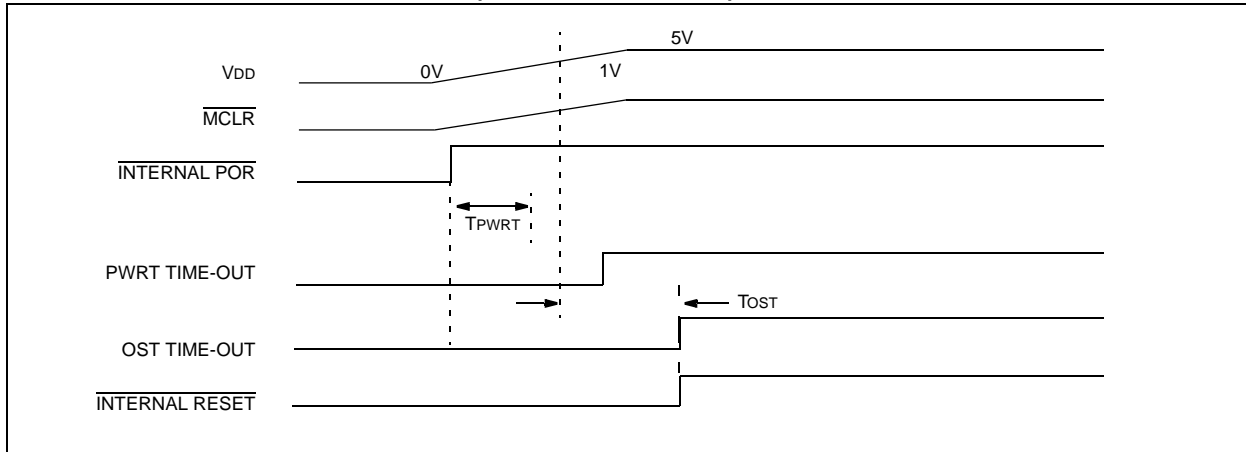 5V
VDD 0V 1V
MCLR
INTERNAL POR
TPWRT
PWRT TIME-OUT
TOST
OST TIME-OUT
INTERNAL RESET